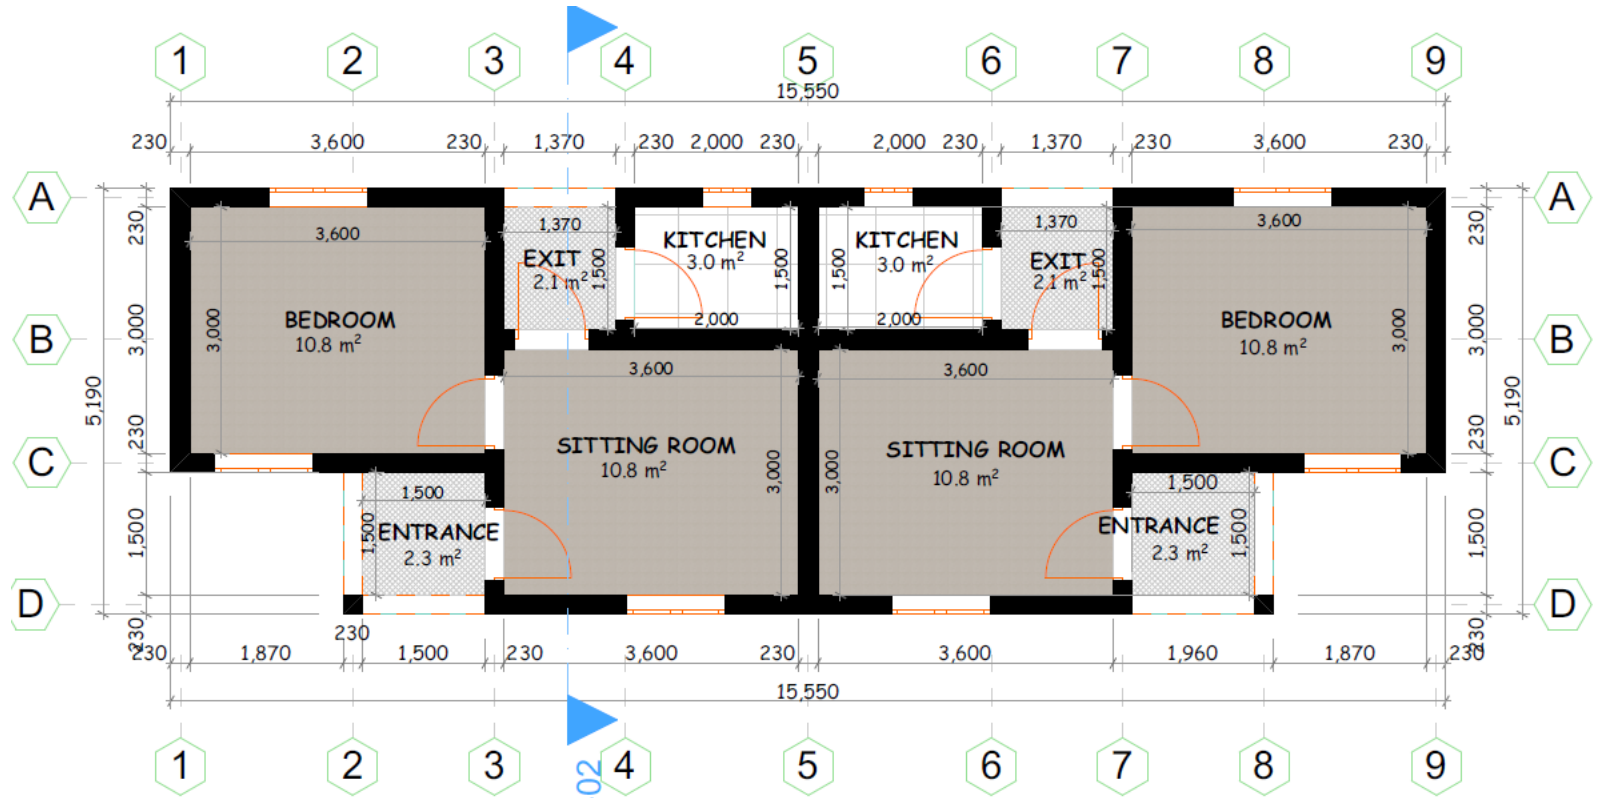 1 2 3 4 5 6 7 8 9
15,550
230 3,600 230 1,370 230 2,000 230 2,000 230 1,370 230 3,600 230
A A
230 230
3,600 1,370 1,370 3,600
KITCHEN KITCHEN
3.0 m² 3.0 m²
EXIT EXIT
2.1 m² 2.1 m²
1,500 1,500 1,500 1,500
2,000 2,000
BEDROOM BEDROOM
10.8 m² 10.8 m²
3,000 3,000 3,000 3,000
B B
3,600 3,600
5,190 5,190
230 230
SITTING ROOM SITTING ROOM
10.8 m² 10.8 m²
3,000 3,000
C C
1,500 1,500
ENTRANCE ENTRANCE
2.3 m² 2.3 m²
1,500 1,500 1,500 1,500
D D
230 230
230
230 1,870 1,500 230 3,600 230 3,600 1,960 1,870 230
15,550
02
1 2 3 4 5 6 7 8 9